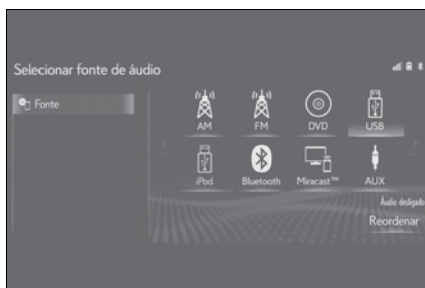 Selecionar fonte de áudio
Fonte
AM FM DVD USB
iPod Bluetooth Miracast™ AUX
Áudio desligado
Reordenar